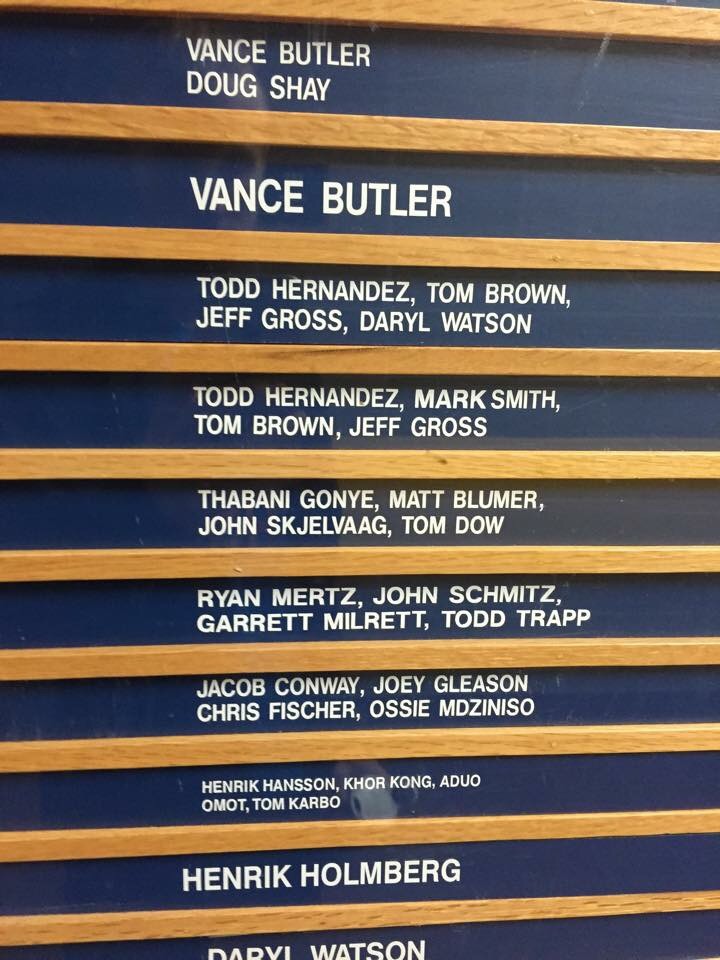 VANCE BUTLER
DOUG SHAY
VANCE BUTLER
TODD HERNANDEZ, TOM BROWN,
JEFF GROSS, DARYL WATSON
TODD HERNANDEZ, MARK SMITH,
TOM BROWN, JEFF GROSS
THABANI GONYE, MATT BLUMER,
JOHN SKJELVAAG, TOM DOW
RYAN MERTZ, JOHN SCHMITZ,
GARRETT MILRETT, TODD TRAPP
JACOB CONWAY, JOEY GLEASON
CHRIS FISCHER, OSSIE MDZINISO
HENRIK HANSSON, KHOR KONG, ADUO
OMOT, TOM KARBO
HENRIK HOLMBERG
DARYL WATSON